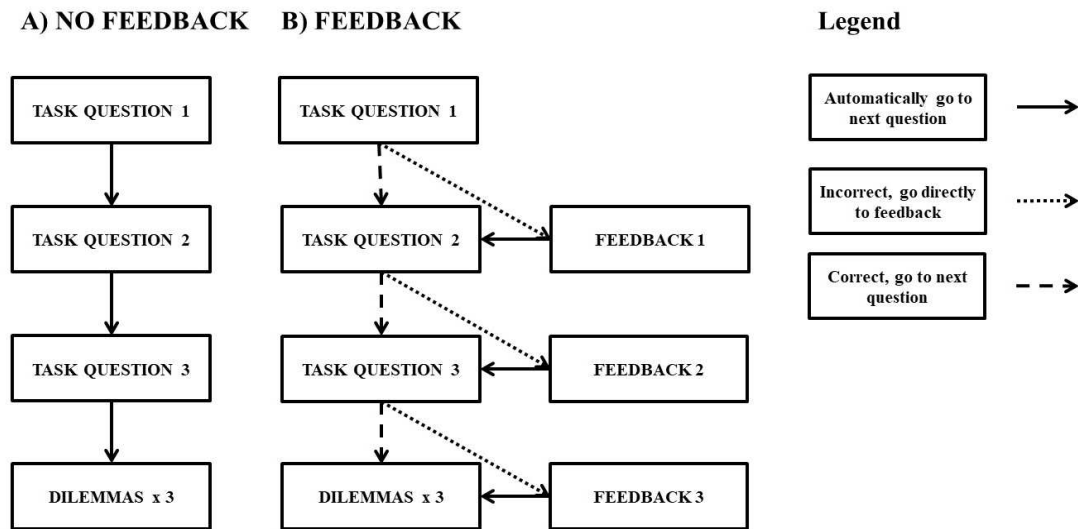 A) NO FEEDBACK
TASK QUESTION 1
TASK QUESTION 2
TASK QUESTION 3
DILEMMAS x 3
B) FEEDBACK
TASK QUESTION 1
TASK QUESTION 2
FEEDBACK 1
TASK QUESTION 3
FEEDBACK 2
DILEMMAS x 3
FEEDBACK 3
Legend
Automatically go to
next question
Incorrect, go directly
to feedback
Correct, go to next
question